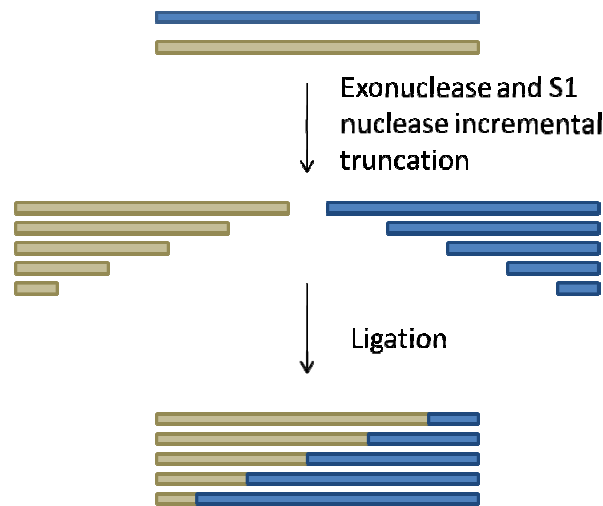 Exonuclease and S1
nuclease incremental
truncation
Ligation